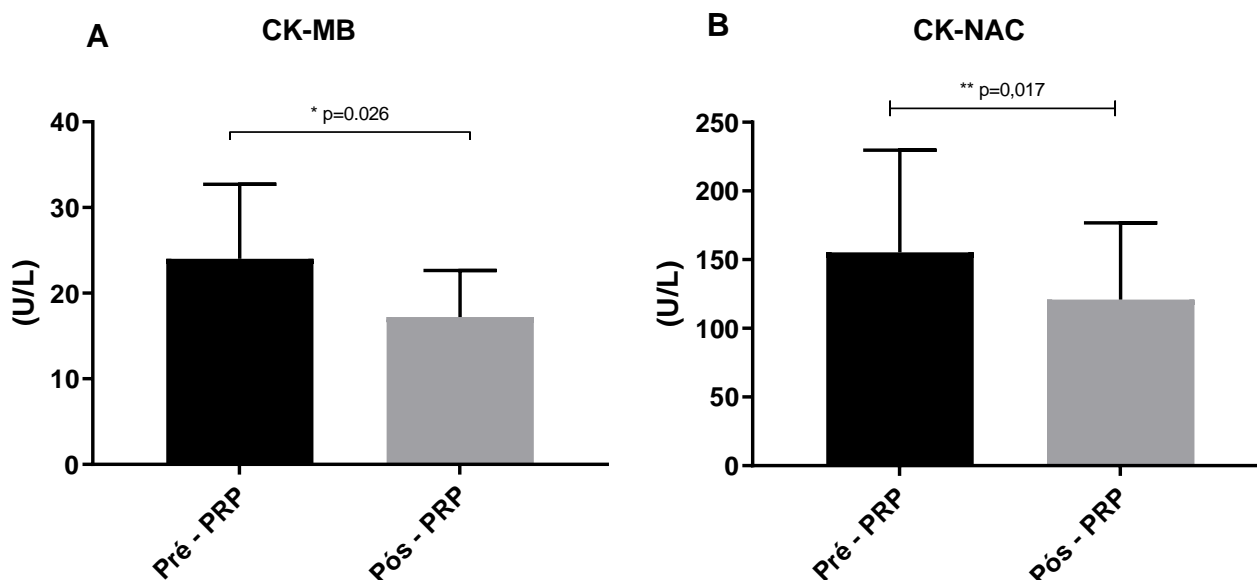 A
CK-MB
* p=0.026
(U/L)
40
30
20
10
0
Pré - PRP
Pós - PRP
B
CK-NAC
** p=0,017
(U/L)
250
200
150
100
50
0
Pré - PRP
Pós - PRP